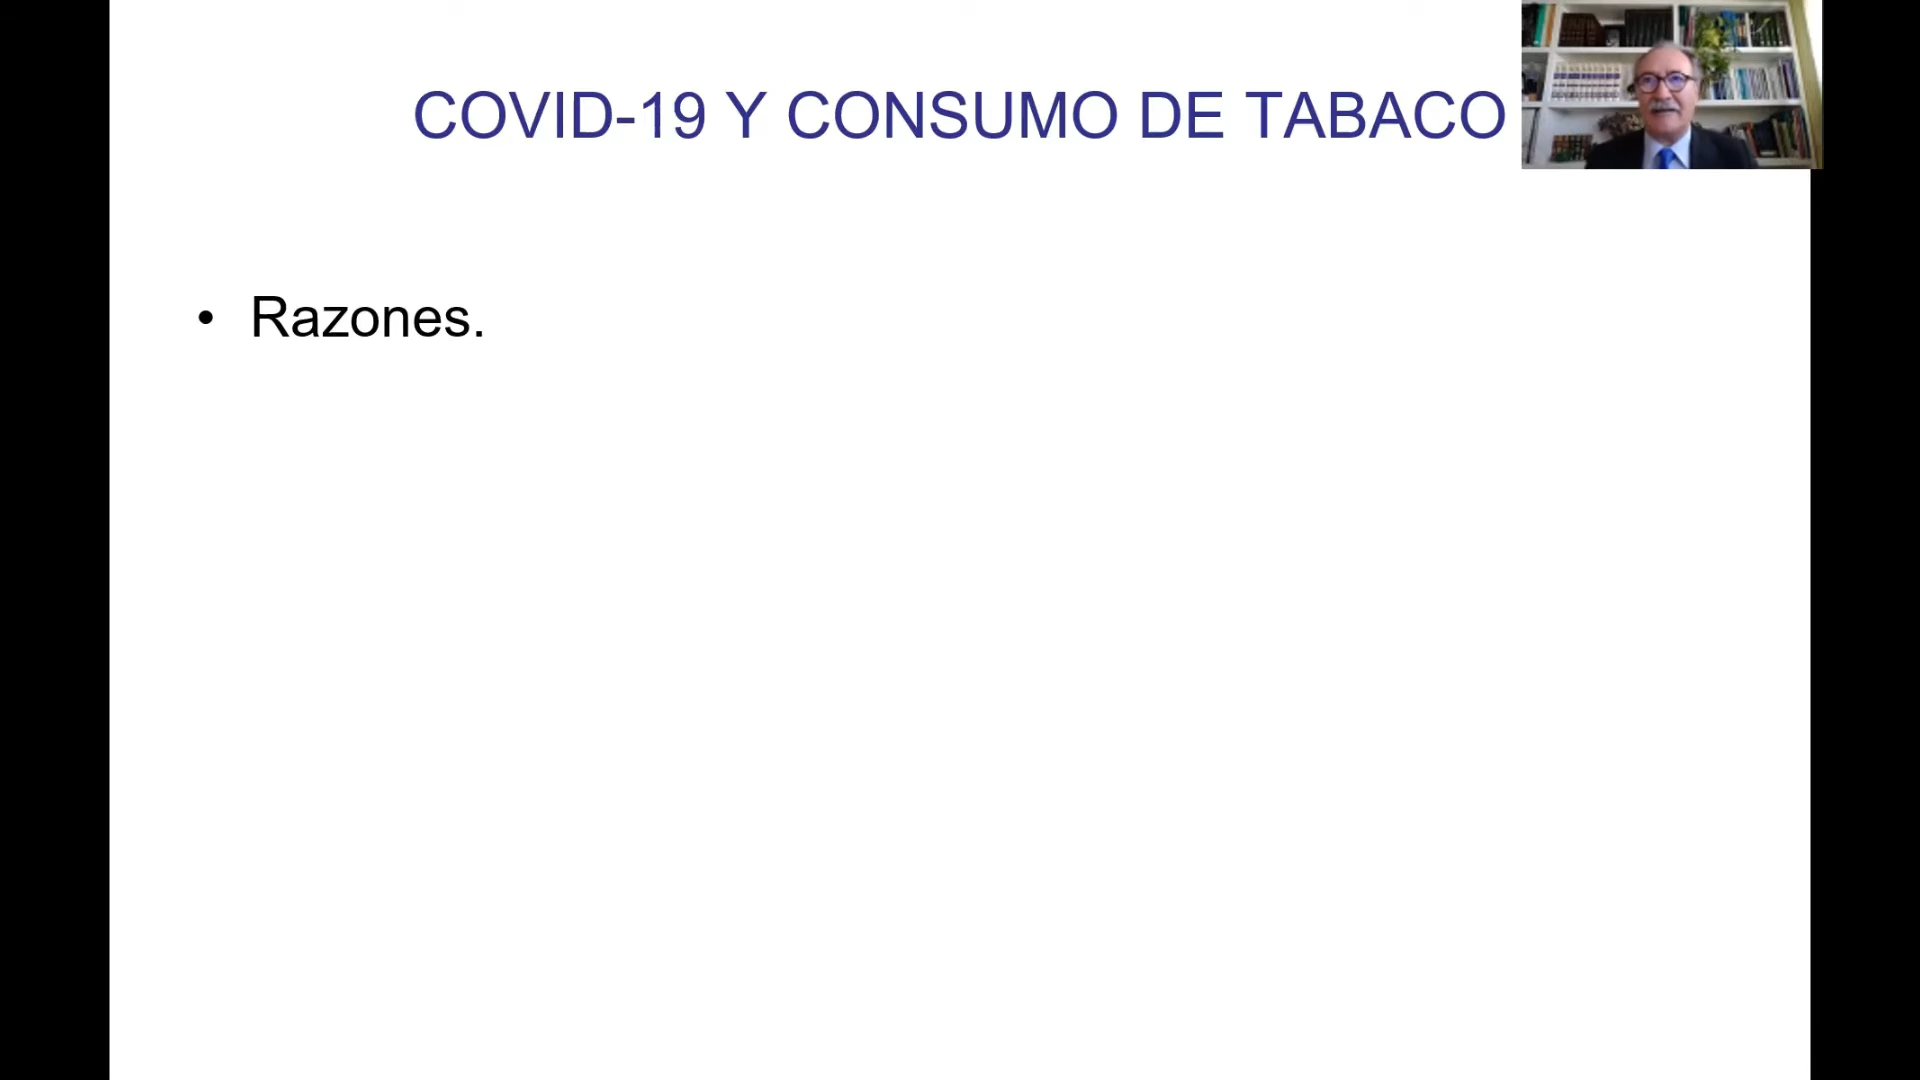 COVID-19 Y CONSUMO DE TABACO
• Razones.